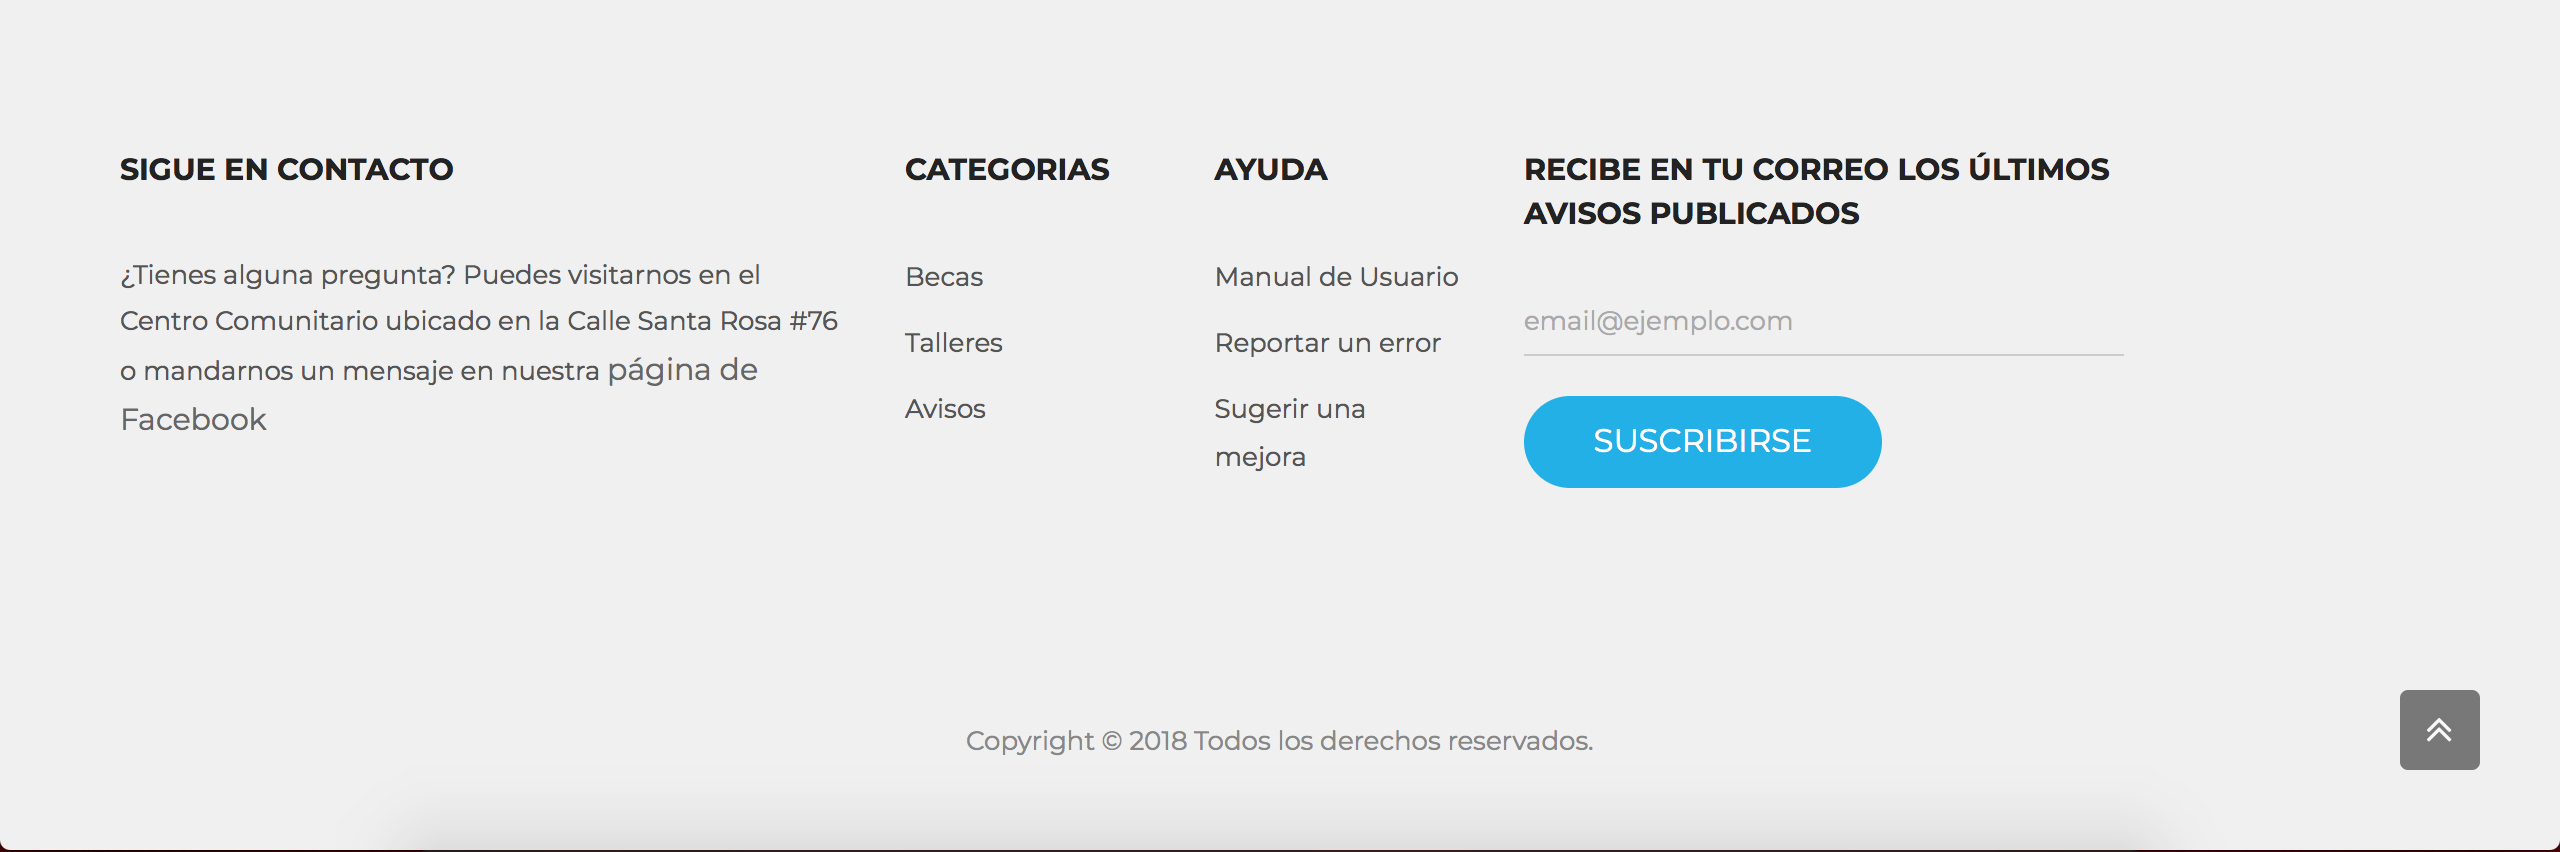 SIGUE EN CONTACTO
¿Tienes alguna pregunta? Puedes visitarnos en el
Centro Comunitario ubicado en la Calle Santa Rosa #76
o mandarnos un mensaje en nuestra página de
Facebook
CATEGORIAS
Becas
Talleres
Avisos
AYUDA
Manual de Usuario
Reportar un error
Sugerir una
mejora
RECIBE EN TU CORREO LOS ÚLTIMOS
AVISOS PUBLICADOS
email@ejemplo.com
SUSCRIBIRSE
Copyright © 2018 Todos los derechos reservados.